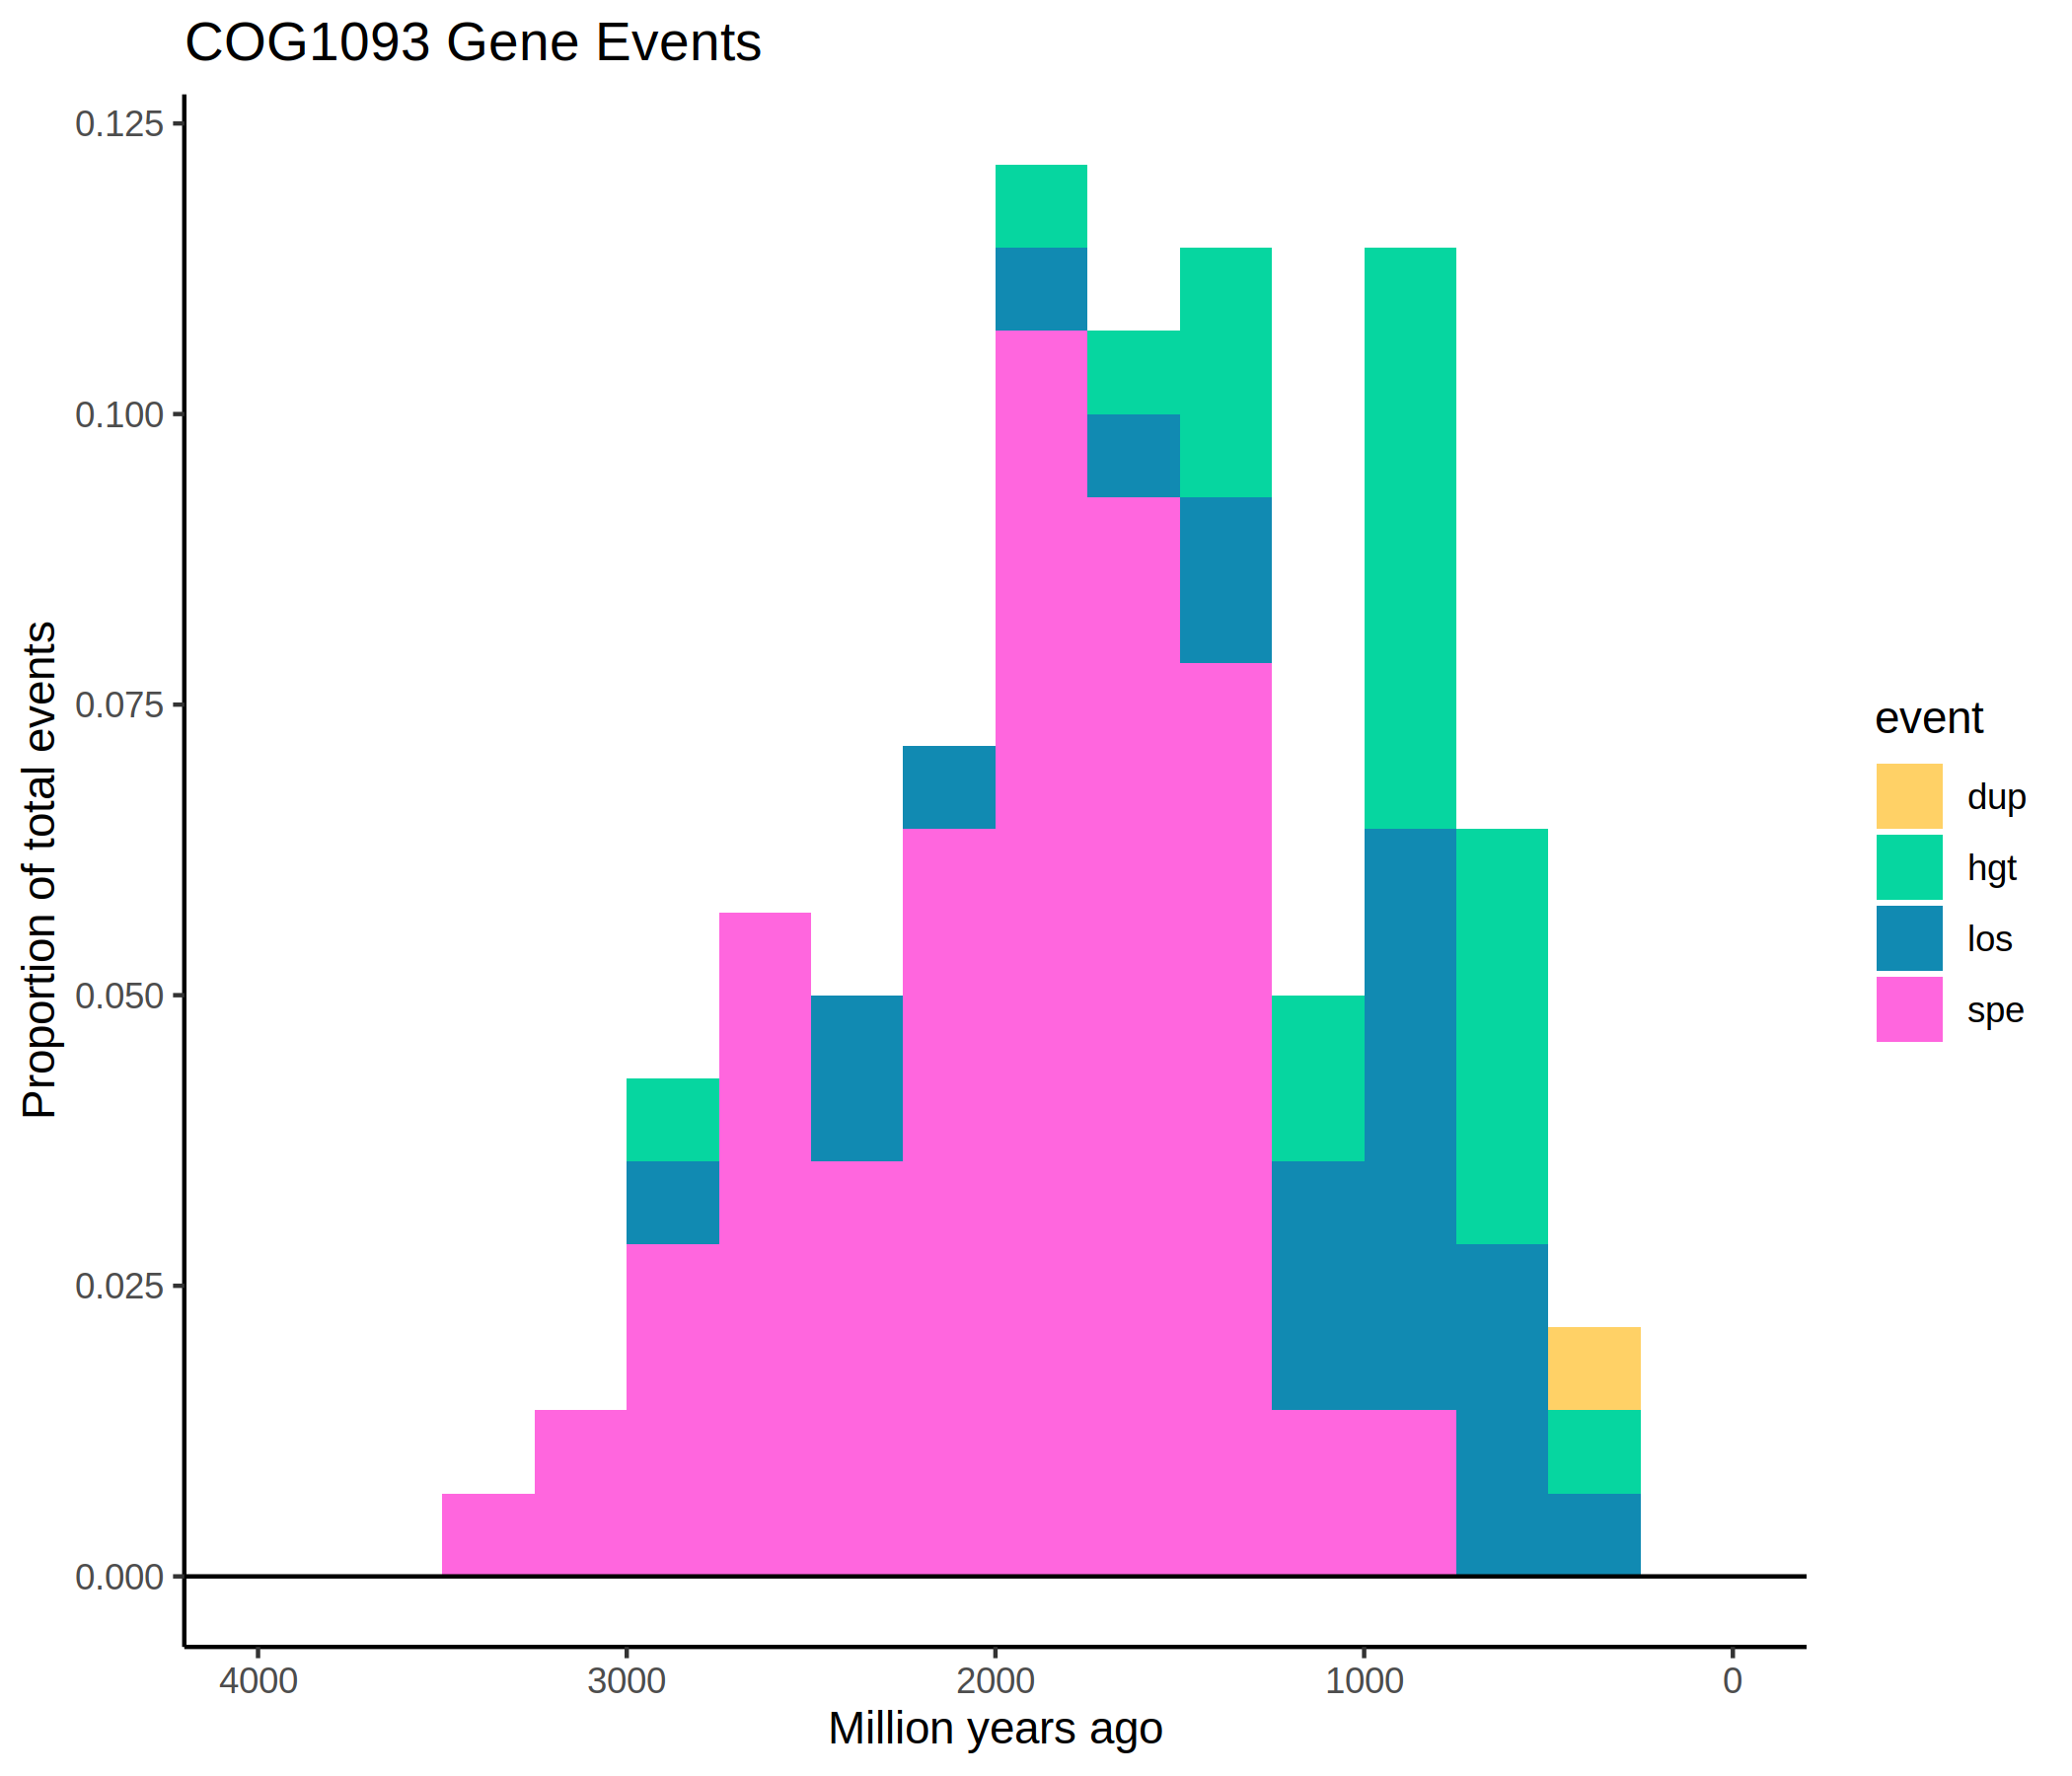 COG1093 Gene Events
0.125
0.100
0.075
0.050
0.025
0.000
Proportion of total events
4000 3000 2000 1000 0
Million years ago
event
dup
hgt
los
spe